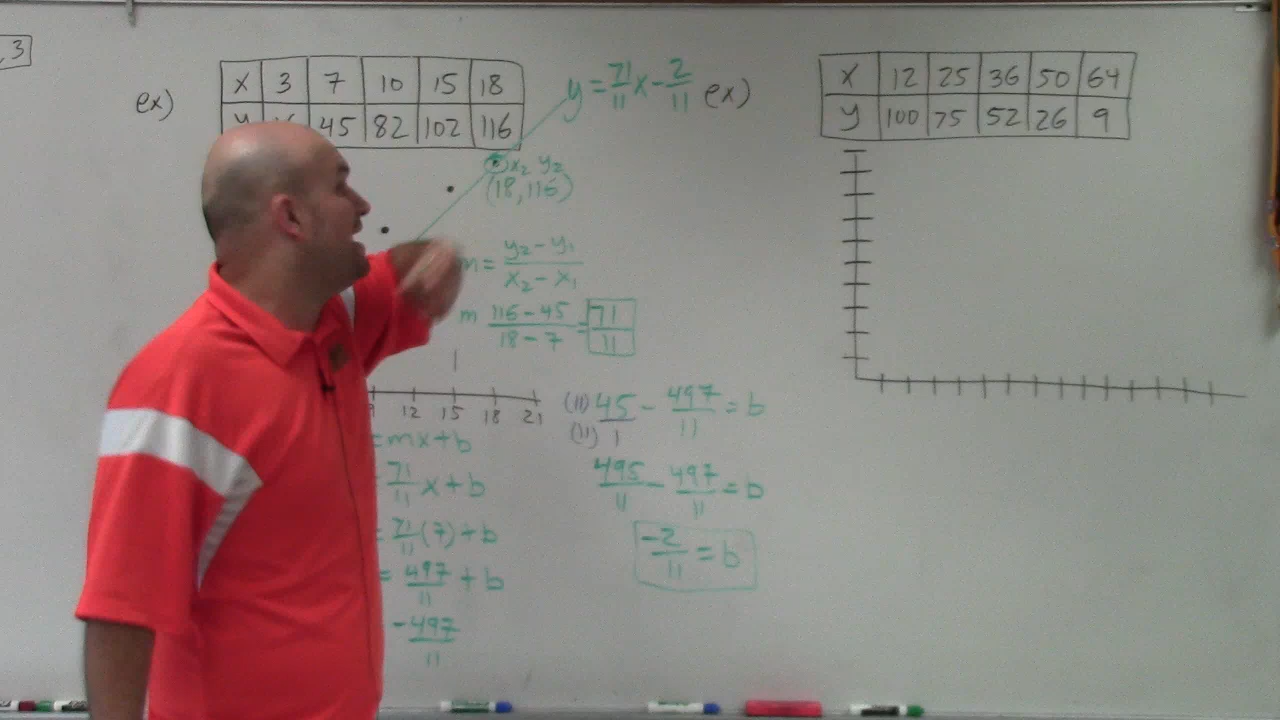 , 3
ex)
X 3 7 10 15 18
45 82 102 116
y = 71/11 x - 2/11
x₂ y₂
(18, 116)
m = y₂ - y₁ / x₂ - x₁
m 116 - 45 / 18 - 7 = 71/11
9 12 15 18 21
= mx + b
= 71/11 x + b
= 71/11 (7) + b
= 497/11 + b
- 497/11
(11) 45 / (11) 1 - 497/11 = b
495/11 - 497/11 = b
-2/11 = b
ex)
X 12 25 36 50 64
y 100 75 52 26 9